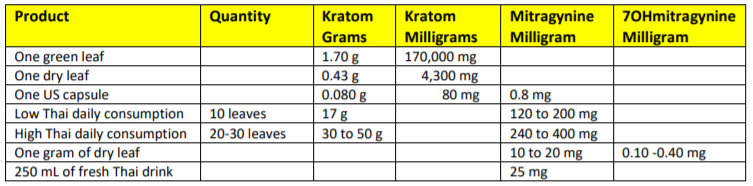 Product Quantity Kratom Grams Kratom Milligrams Mitragynine Milligram 7OHmitragynine Milligram
One green leaf 1.70 g 170,000 mg
One dry leaf 0.43 g 4,300 mg
One US capsule 0.080 g 80 mg 0.8 mg
Low Thai daily consumption 10 leaves 17 g 120 to 200 mg
High Thai daily consumption 20-30 leaves 30 to 50 g 240 to 400 mg
One gram of dry leaf 10 to 20 mg 0.10 -0.40 mg
250 mL of fresh Thai drink 25 mg